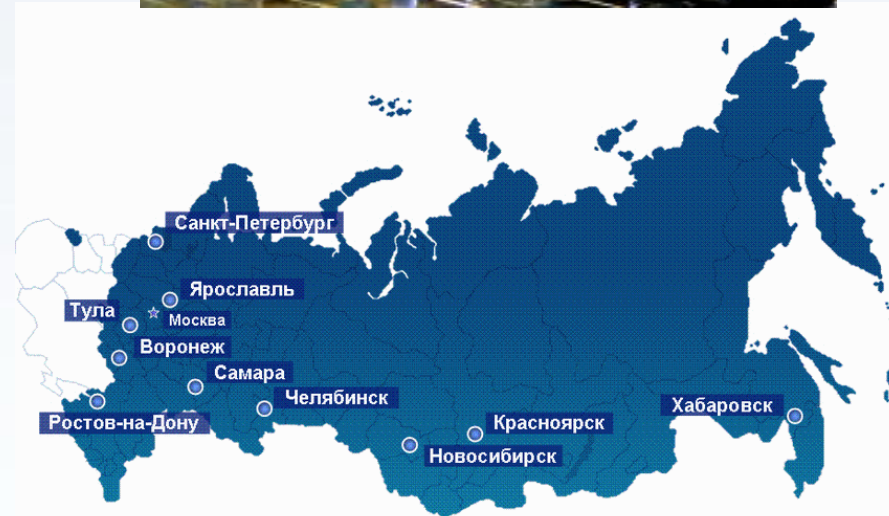 Санкт-Петербург
Ярославль
Тула
Москва
Воронеж
Самара
Челябинск
Ростов-на-Дону
Хабаровск
Красноярск
Новосибирск